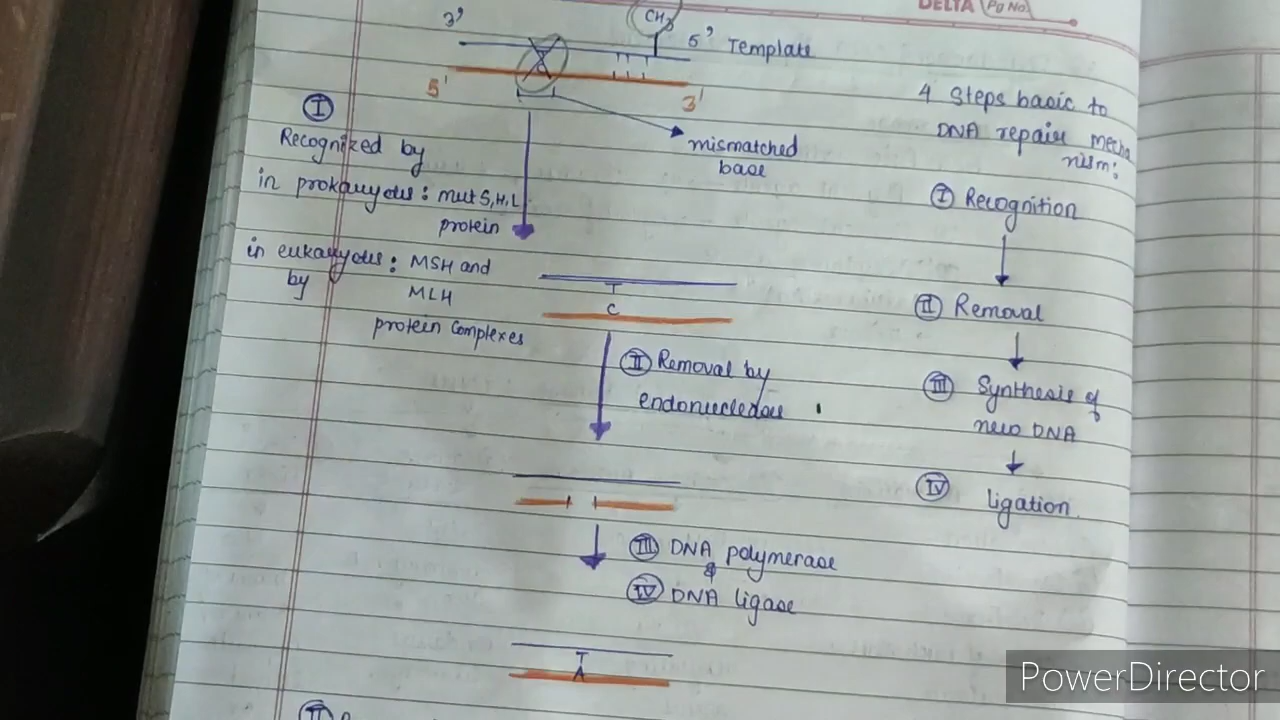 DELTA Pg No
CH3
3' 5' Template
5' 3'
mismatched
base
I
Recognized by
in prokaryotes : mut S, H, L
protein
in eukaryotes : MSH and
by MLH
protein complexes
T
C
II Removal by
endonuclease
III DNA polymerase
&
IV DNA ligase
T
A
4 Steps basic to
DNA repair mecha
nism :
I Recognition
II Removal
III Synthesis of
new DNA
IV ligation
II
PowerDirector